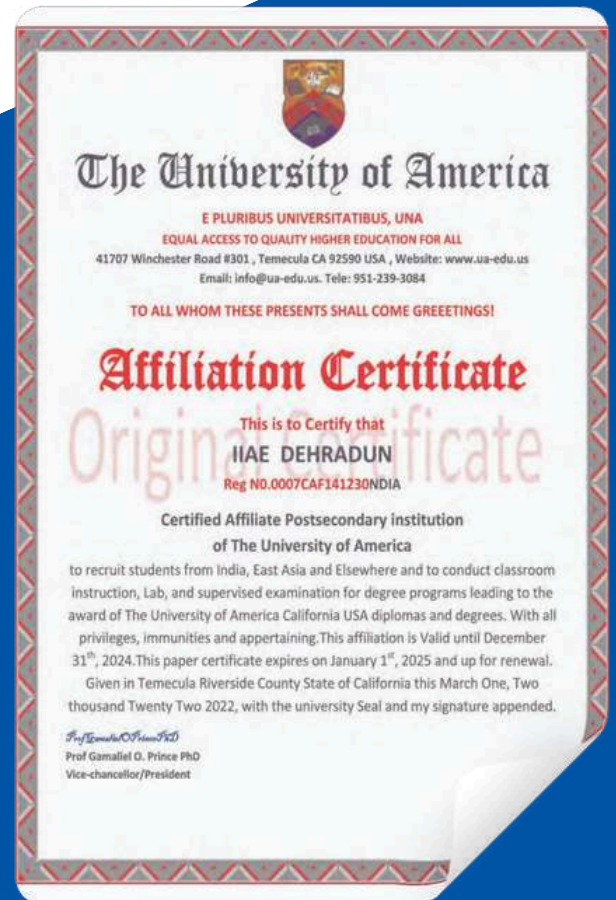 The University of America
E PLURIBUS UNIVERSITATIBUS, UNA
EQUAL ACCESS TO QUALITY HIGHER EDUCATION FOR ALL
41707 Winchester Road #301 , Temecula CA 92590 USA , Website: www.ua-edu.us
Email: info@ua-edu.us. Tele: 951-239-3084
TO ALL WHOM THESE PRESENTS SHALL COME GREEETINGS!
Affiliation Certificate
Original Certificate
This is to Certify that
IIAE DEHRADUN
Reg N0.0007CAF141230NDIA
Certified Affiliate Postsecondary institution
of The University of America
to recruit students from India, East Asia and Elsewhere and to conduct classroom
instruction, Lab, and supervised examination for degree programs leading to the
award of The University of America California USA diplomas and degrees. With all
privileges, immunities and appertaining.This affiliation is Valid until December
31th, 2024.This paper certificate expires on January 1st, 2025 and up for renewal.
Given in Temecula Riverside County State of California this March One, Two
thousand Twenty Two 2022, with the university Seal and my signature appended.
Prof Gamaliel O Prince PhD
Prof Gamaliel O. Prince PhD
Vice-chancellor/President